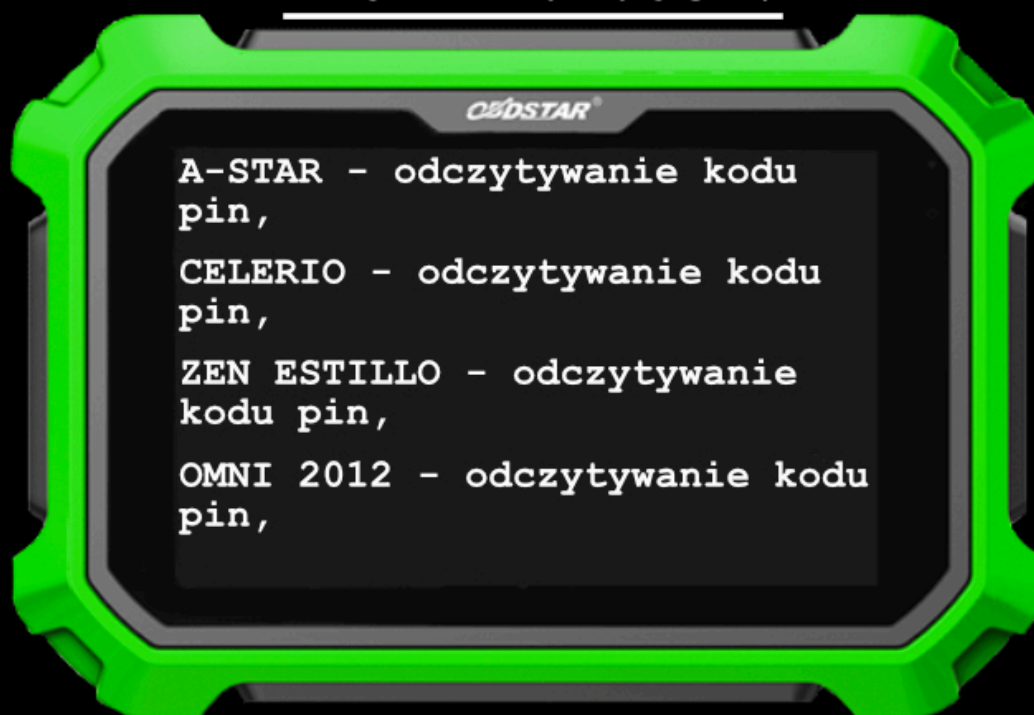 OBDSTAR®
A-STAR - odczytywanie kodu
pin,
CELERIO - odczytywanie kodu
pin,
ZEN ESTILLO - odczytywanie
kodu pin,
OMNI 2012 - odczytywanie kodu
pin,